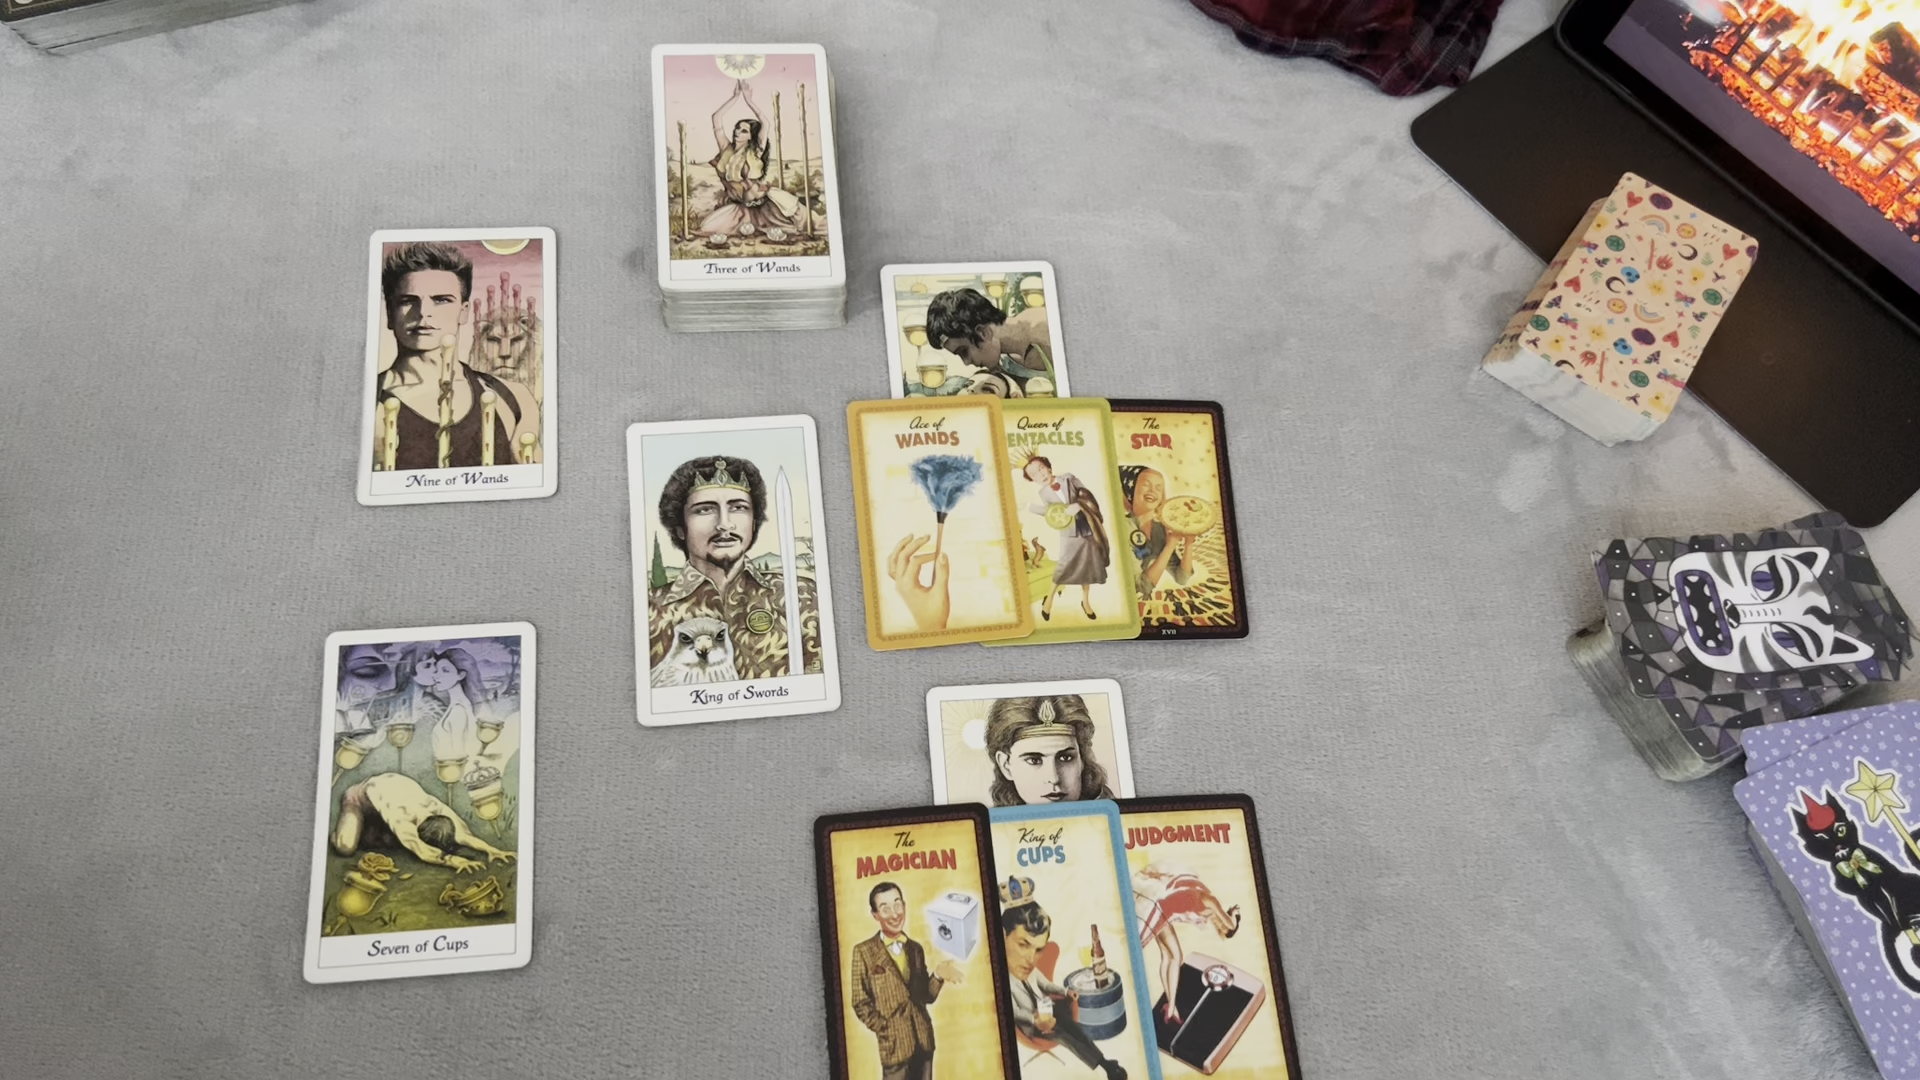 Three of Wands
Nine of Wands
Ace of
WANDS
Queen of
ENTACLES
The
STAR
1
XVII
King of Swords
The
MAGICIAN
King of
CUPS
JUDGMENT
Seven of Cups